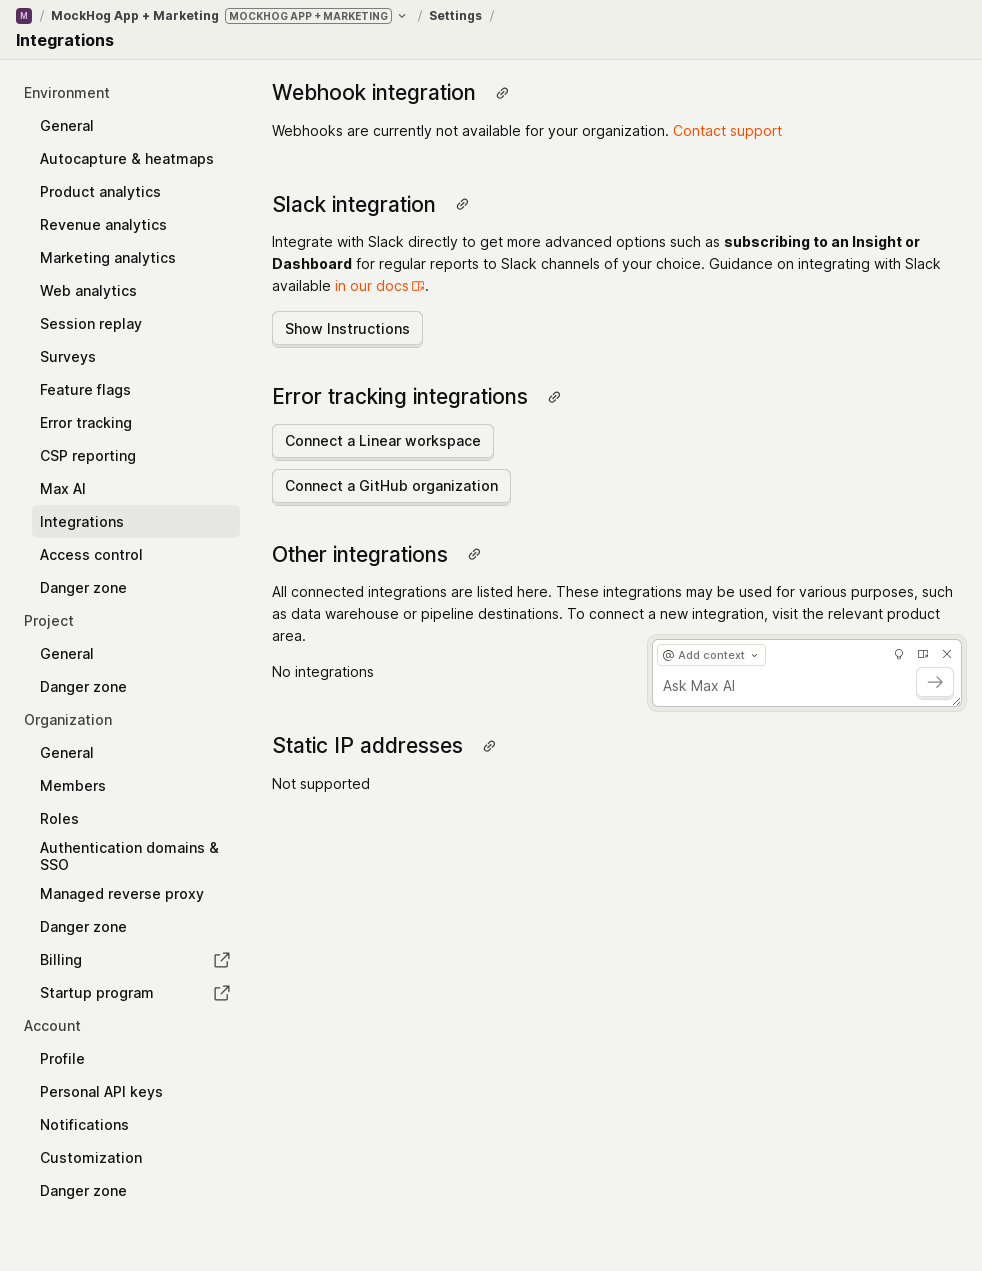 M / MockHog App + Marketing MOCKHOG APP + MARKETING / Settings /
Integrations
Environment
General
Autocapture & heatmaps
Product analytics
Revenue analytics
Marketing analytics
Web analytics
Session replay
Surveys
Feature flags
Error tracking
CSP reporting
Max AI
Integrations
Access control
Danger zone
Project
General
Danger zone
Organization
General
Members
Roles
Authentication domains &
SSO
Managed reverse proxy
Danger zone
Billing
Startup program
Account
Profile
Personal API keys
Notifications
Customization
Danger zone
Webhook integration
Webhooks are currently not available for your organization. Contact support
Slack integration
Integrate with Slack directly to get more advanced options such as subscribing to an Insight or
Dashboard for regular reports to Slack channels of your choice. Guidance on integrating with Slack
available in our docs.
Show Instructions
Error tracking integrations
Connect a Linear workspace
Connect a GitHub organization
Other integrations
All connected integrations are listed here. These integrations may be used for various purposes, such
as data warehouse or pipeline destinations. To connect a new integration, visit the relevant product
area.
No integrations
@ Add context
Ask Max AI
Static IP addresses
Not supported